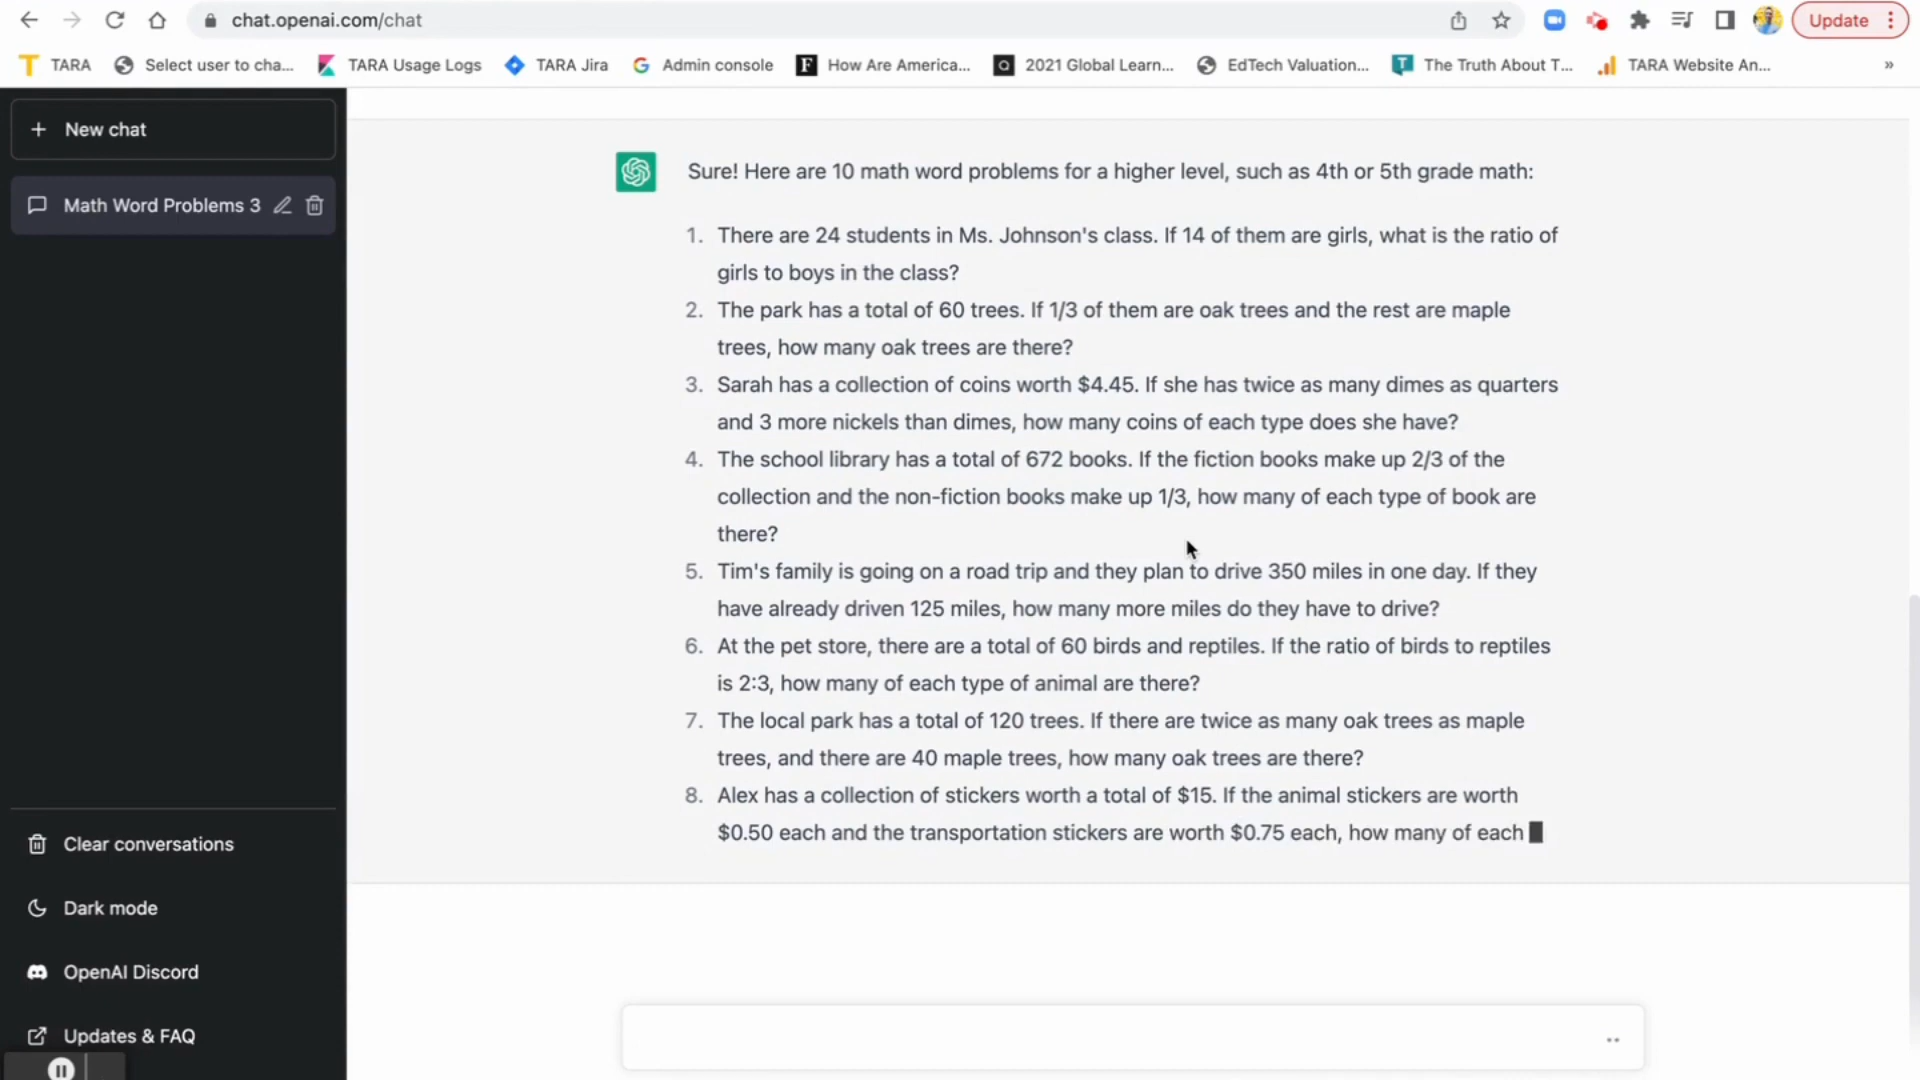 chat.openai.com/chat
Update
TARA
Select user to cha...
TARA Usage Logs
TARA Jira
Admin console
How Are America...
2021 Global Learn...
EdTech Valuation...
The Truth About T...
TARA Website An...
»
+ New chat
Math Word Problems 3
Sure! Here are 10 math word problems for a higher level, such as 4th or 5th grade math:
1. There are 24 students in Ms. Johnson's class. If 14 of them are girls, what is the ratio of
girls to boys in the class?
2. The park has a total of 60 trees. If 1/3 of them are oak trees and the rest are maple
trees, how many oak trees are there?
3. Sarah has a collection of coins worth $4.45. If she has twice as many dimes as quarters
and 3 more nickels than dimes, how many coins of each type does she have?
4. The school library has a total of 672 books. If the fiction books make up 2/3 of the
collection and the non-fiction books make up 1/3, how many of each type of book are
there?
5. Tim's family is going on a road trip and they plan to drive 350 miles in one day. If they
have already driven 125 miles, how many more miles do they have to drive?
6. At the pet store, there are a total of 60 birds and reptiles. If the ratio of birds to reptiles
is 2:3, how many of each type of animal are there?
7. The local park has a total of 120 trees. If there are twice as many oak trees as maple
trees, and there are 40 maple trees, how many oak trees are there?
8. Alex has a collection of stickers worth a total of $15. If the animal stickers are worth
$0.50 each and the transportation stickers are worth $0.75 each, how many of each
Clear conversations
Dark mode
OpenAI Discord
Updates & FAQ